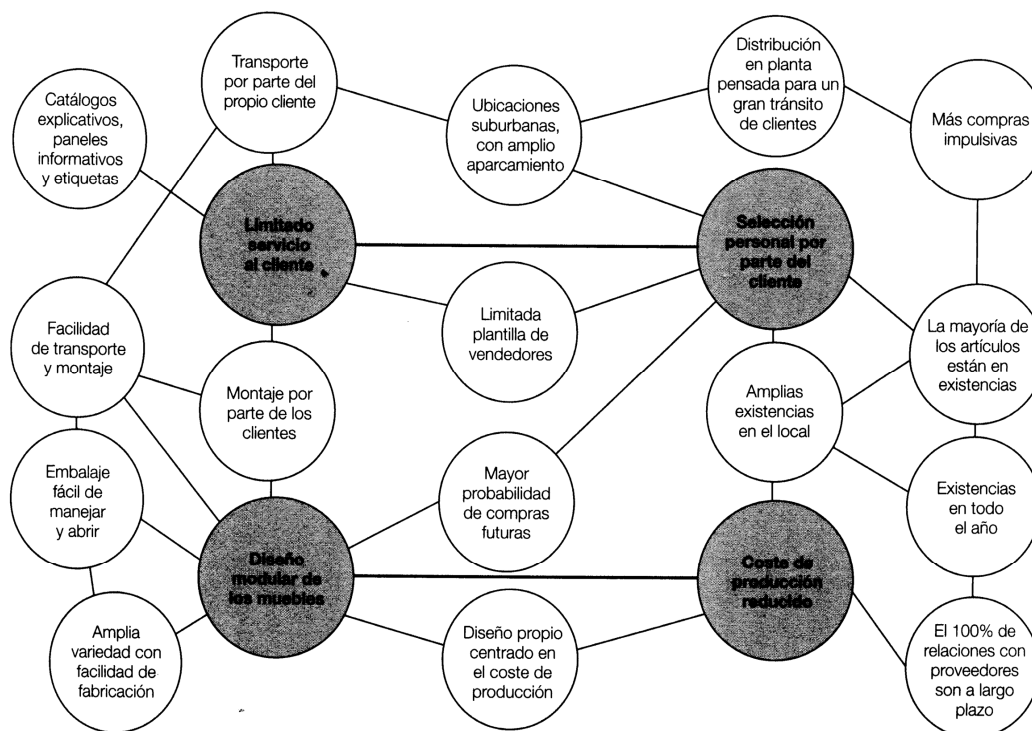 Transporte
por parte del
propio cliente
Distribución
en planta
pensada para un
gran tránsito
de clientes
Catálogos
explicativos,
paneles
informativos
y etiquetas
Ubicaciones
suburbanas,
con amplio
aparcamiento
Más compras
impulsivas
Limitado
servicio
al cliente
Selección
personal por
parte del
cliente
Facilidad
de transporte
y montaje
Limitada
plantilla de
vendedores
La mayoría de
los artículos
están en
existencias
Montaje por
parte de los
clientes
Amplias
existencias
en el local
Embalaje
fácil de
manejar
y abrir
Mayor
probabilidad
de compras
futuras
Existencias
en todo
el año
Diseño
modular de
los muebles
Coste de
producción
reducido
Amplia
variedad con
facilidad de
fabricación
Diseño propio
centrado en
el coste de
producción
El 100% de
relaciones con
proveedores
son a largo
plazo